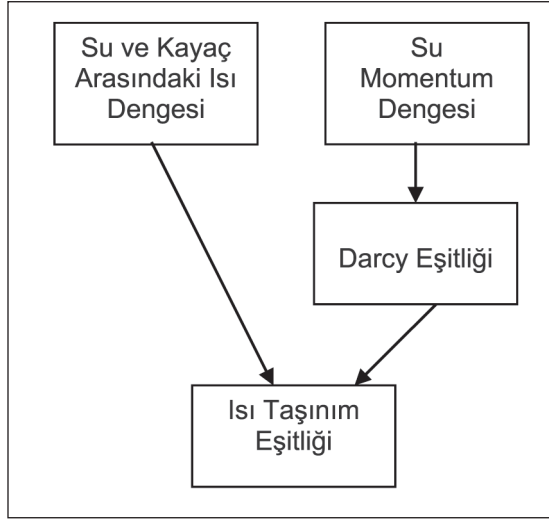 Su ve Kayaç
Arasındaki Isı
Dengesi
Su
Momentum
Dengesi
Darcy Eşitliği
Isı Taşınım
Eşitliği